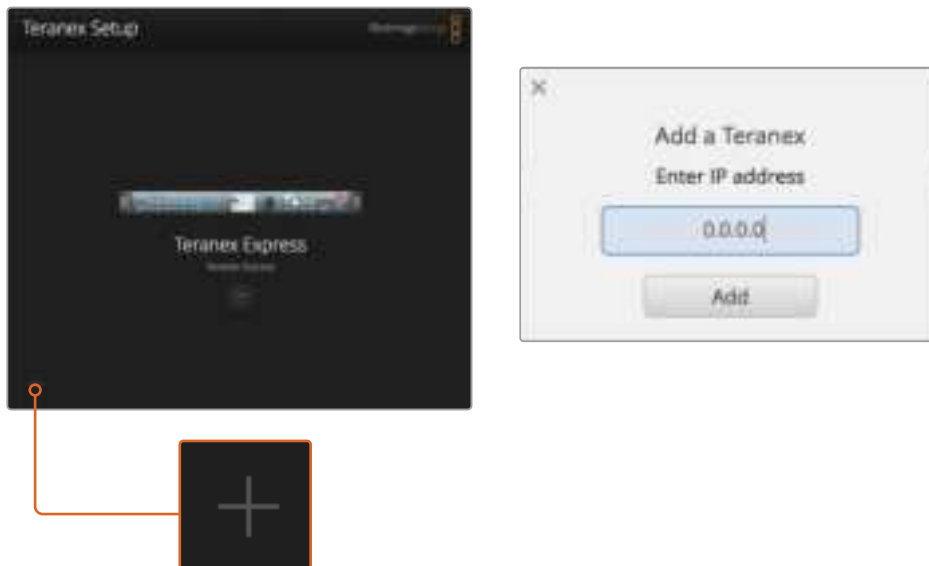 Teranex Setup
Teranex Express
Add a Teranex
Enter IP address
0.0.0.0
Add